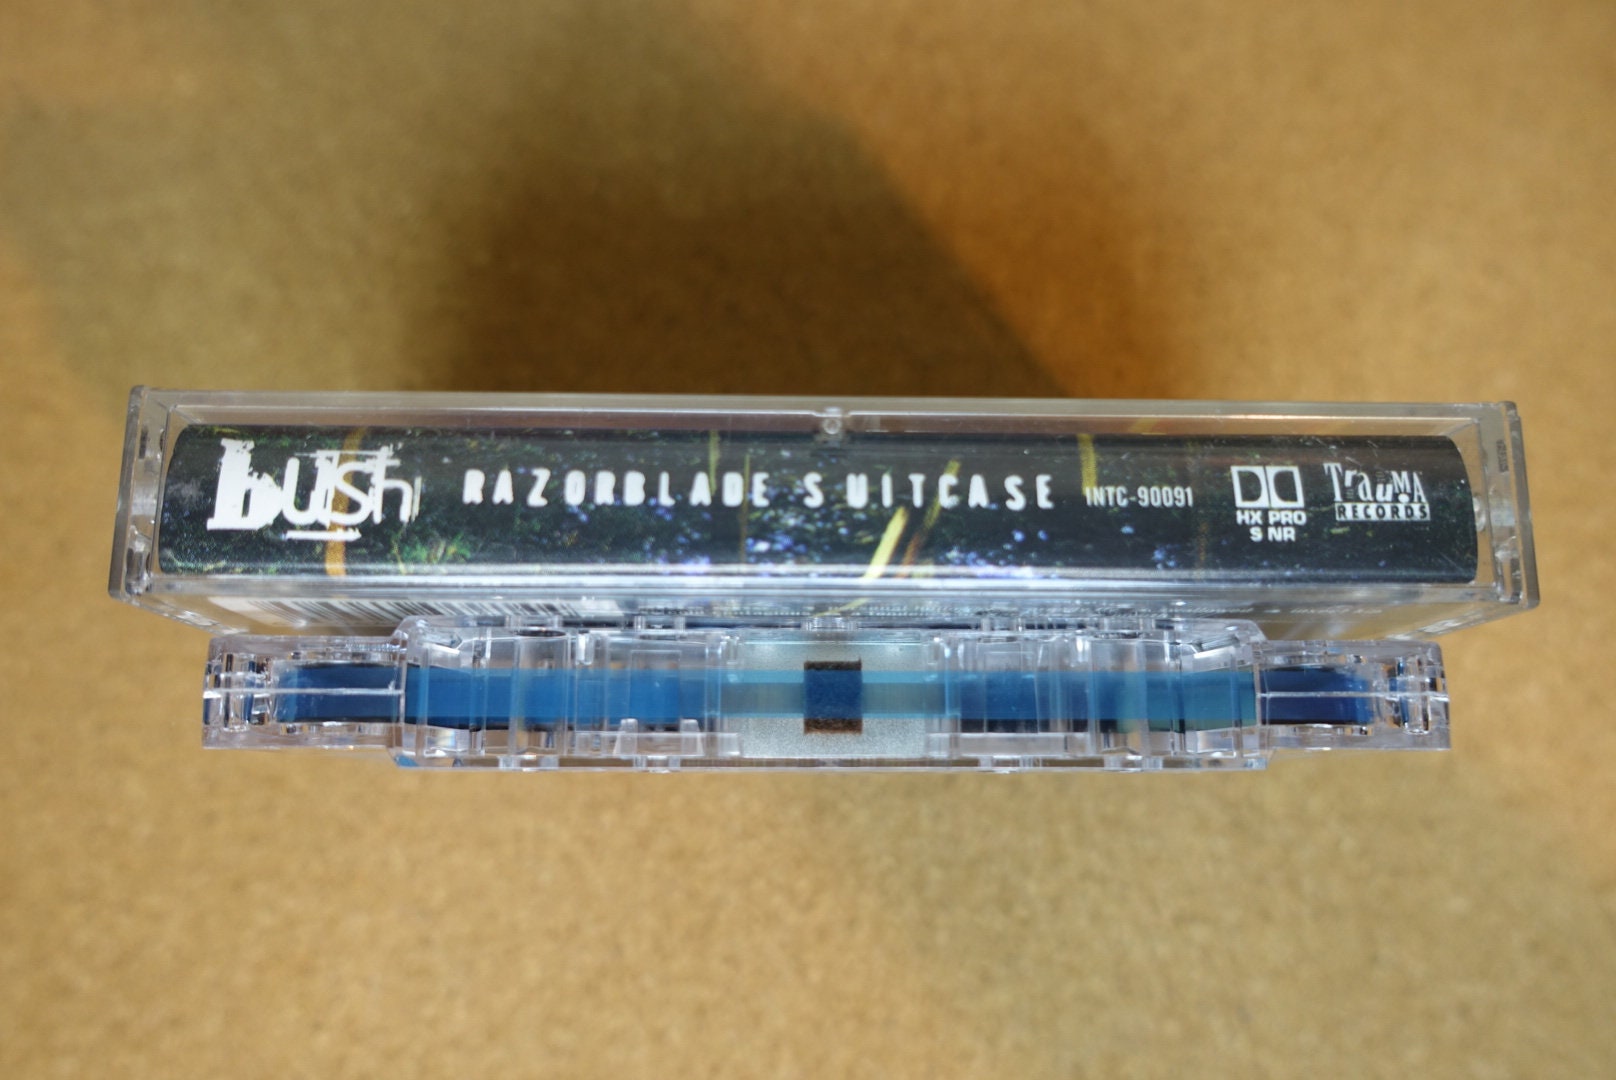 bush RAZORBLADE SUITCASE INTC-90091
HX PRO
S NR
TrauMA
RECORDS